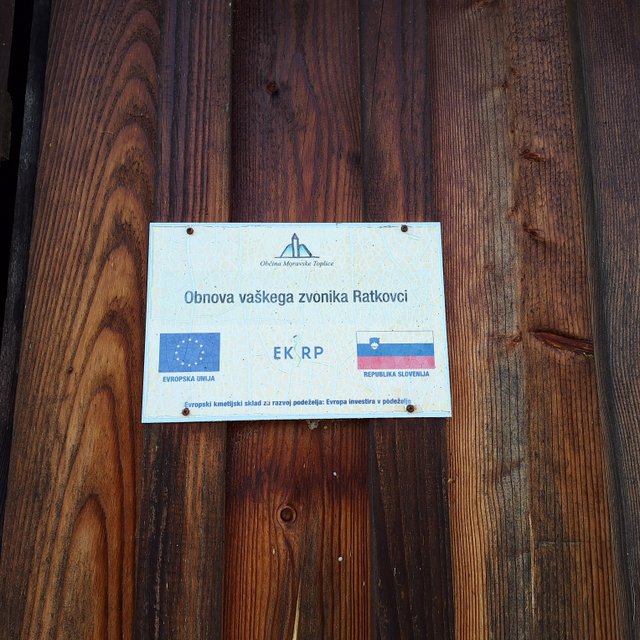 Občina Moravske Toplice
Obnova vaškega zvonika Ratkovci
EKSRP
EVROPSKA UNIJA
REPUBLIKA SLOVENIJA
Evropski kmetijski sklad za razvoj podeželja: Evropa investira v podeželje